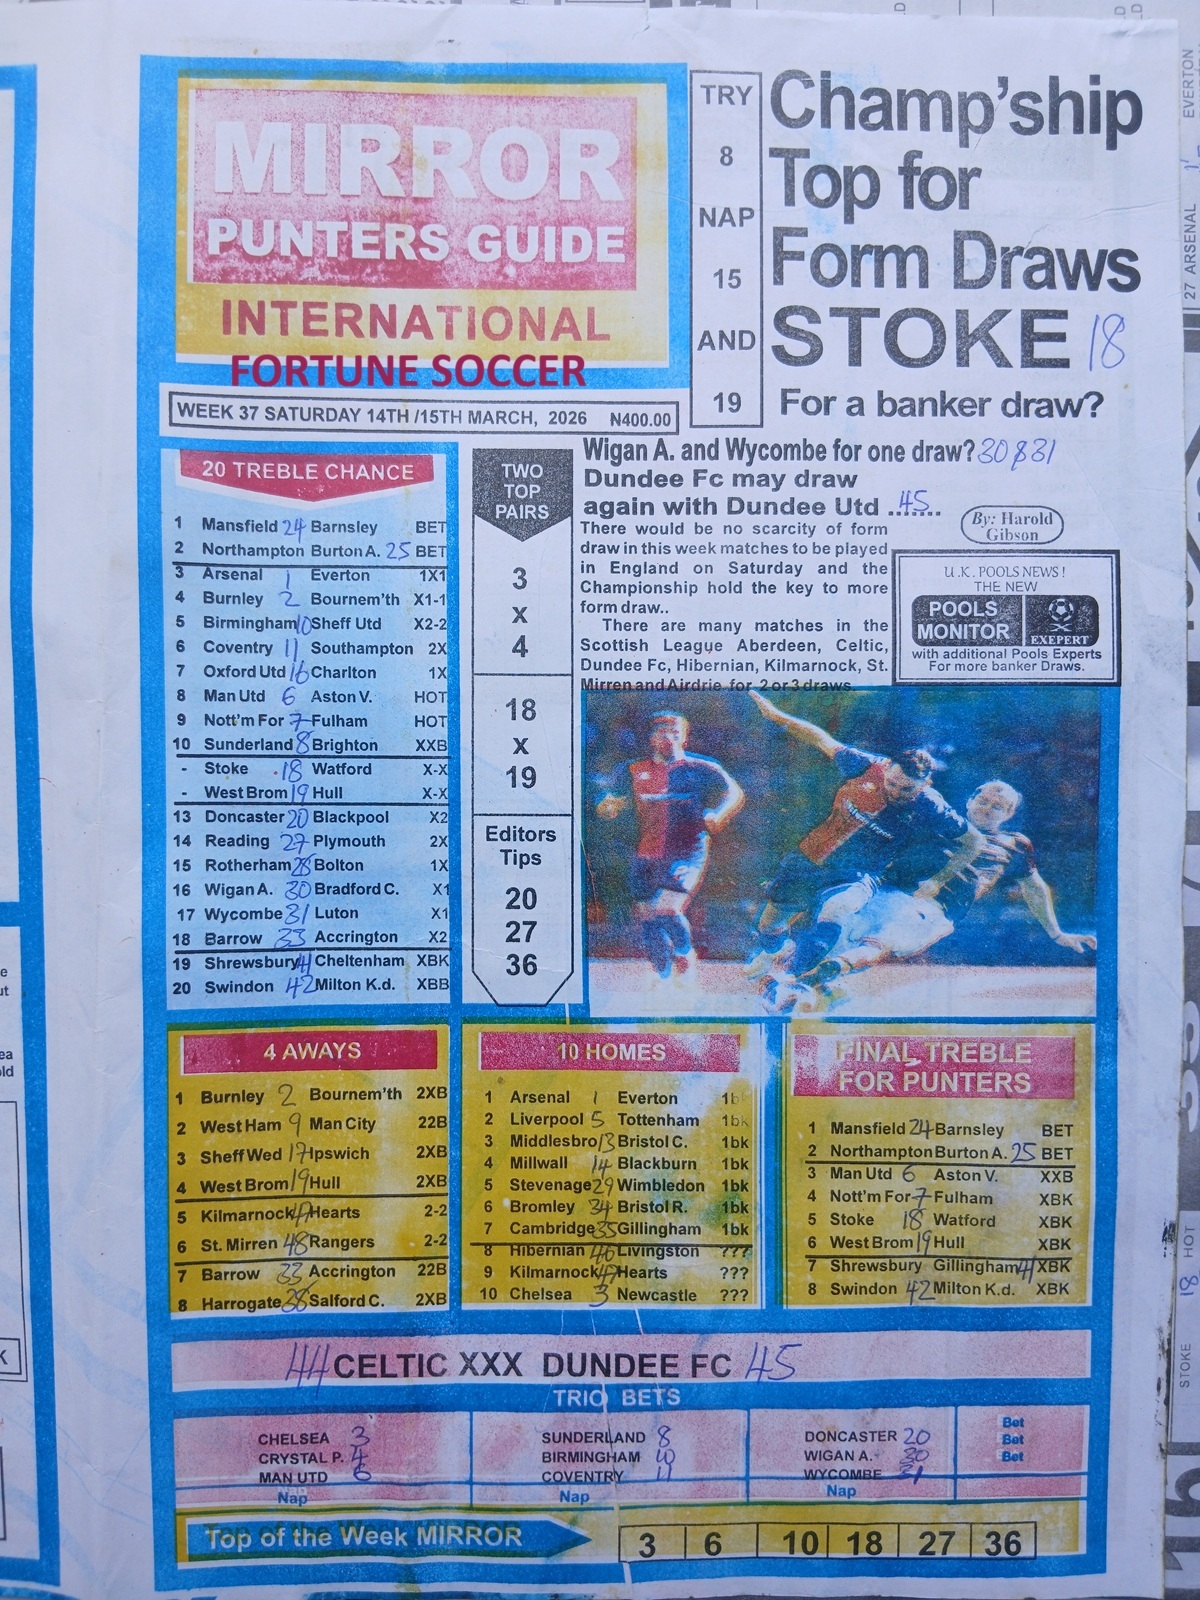 MIRROR
PUNTERS GUIDE
INTERNATIONAL
FORTUNE SOCCER
WEEK 37 SATURDAY 14TH /15TH MARCH, 2026 N400.00
TRY
8
NAP
15
AND
19
Champ'ship
Top for
Form Draws
STOKE 18
For a banker draw?
Wigan A. and Wycombe for one draw? 30 & 31
Dundee Fc may draw
again with Dundee Utd ....... 45
There would be no scarcity of form
draw in this week matches to be played
in England on Saturday and the
Championship hold the key to more
form draw..
There are many matches in the
Scottish League Aberdeen, Celtic,
Dundee Fc, Hibernian, Kilmarnock, St.
Mirren and Airdrie for 2 or 3 draws.
By: Harold
Gibson
U.K. POOLS NEWS!
THE NEW
POOLS
MONITOR
EXEPERT
with additional Pools Experts
For more banker Draws.
20 TREBLE CHANCE
1 Mansfield 24 Barnsley BET
2 Northampton Burton A. 25 BET
3 Arsenal 1 Everton 1X1
4 Burnley 2 Bournem'th X1-1
5 Birmingham 10 Sheff Utd X2-2
6 Coventry 11 Southampton 2X
7 Oxford Utd 16 Charlton 1X
8 Man Utd 6 Aston V. HOT
9 Nott'm For 7 Fulham HOT
10 Sunderland 8 Brighton XXB
- Stoke 18 Watford X-X
- West Brom 19 Hull X-X
13 Doncaster 20 Blackpool X2
14 Reading 27 Plymouth 2X
15 Rotherham 28 Bolton 1X
16 Wigan A. 30 Bradford C. X1
17 Wycombe 31 Luton X1
18 Barrow 33 Accrington X2
19 Shrewsbury 41 Cheltenham XBK
20 Swindon 42 Milton K.d. XBB
TWO
TOP
PAIRS
3
X
4
18
X
19
Editors
Tips
20
27
36
4 AWAYS
1 Burnley 2 Bournem'th 2XB
2 West Ham 9 Man City 22B
3 Sheff Wed 17 Ipswich 2XB
4 West Brom 19 Hull 2XB
5 Kilmarnock 47 Hearts 2-2
6 St. Mirren 48 Rangers 2-2
7 Barrow 33 Accrington 22B
8 Harrogate 38 Salford C. 2XB
10 HOMES
1 Arsenal 1 Everton 1bk
2 Liverpool 5 Tottenham 1bk
3 Middlesbro 13 Bristol C. 1bk
4 Millwall 14 Blackburn 1bk
5 Stevenage 29 Wimbledon 1bk
6 Bromley 34 Bristol R. 1bk
7 Cambridge 35 Gillingham 1bk
8 Hibernian 46 Livingston ???
9 Kilmarnock 47 Hearts ???
10 Chelsea 3 Newcastle ???
FINAL TREBLE
FOR PUNTERS
1 Mansfield 24 Barnsley BET
2 Northampton Burton A. 25 BET
3 Man Utd 6 Aston V. XXB
4 Nott'm For 7 Fulham XBK
5 Stoke 18 Watford XBK
6 West Brom 19 Hull XBK
7 Shrewsbury Gillingham 41 XBK
8 Swindon 42 Milton K.d. XBK
44 CELTIC XXX DUNDEE FC 45
TRIO BETS
CHELSEA 3
CRYSTAL P. 4
MAN UTD 6
Nap
SUNDERLAND 8
BIRMINGHAM 10
COVENTRY 11
Nap
DONCASTER 20
WIGAN A. 30
WYCOMBE 31
Nap
Bet
Bet
Bet
Top of the Week MIRROR
3 6 10 18 27 36
27 ARSENAL 1 EVERTON
STOKE 18 HOT